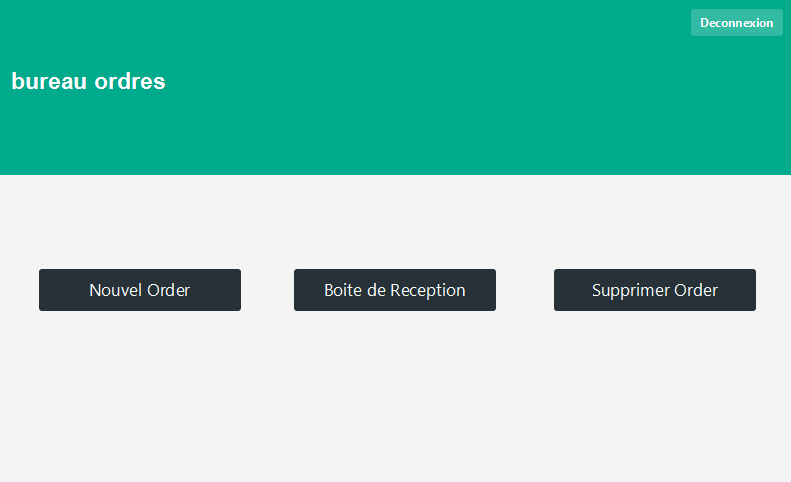 Deconnexion
bureau ordres
Nouvel Order
Boite de Reception
Supprimer Order